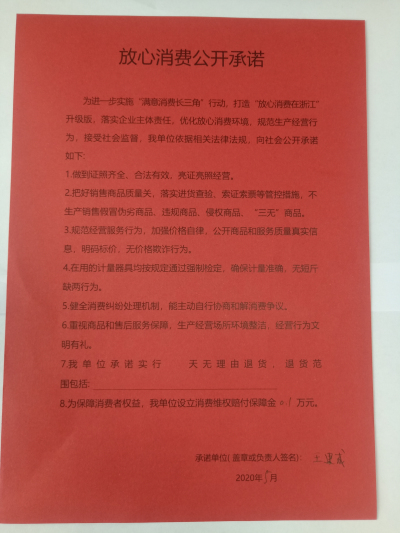 放心消费公开承诺
为进一步实施“满意消费长三角”行动，打造“放心消费在浙江”
升级版，落实企业主体责任，优化放心消费环境，规范生产经营行
为，接受社会监督，我单位依据相关法律法规，向社会公开承诺
如下:
1.做到证照齐全、合法有效，亮证亮照经营。
2.把好销售商品质量关，落实进货查验、索证索票等管控措施，不
生产销售假冒伪劣商品、违规商品、侵权商品、“三无”商品。
3.规范经营服务行为，加强价格自律，公开商品和服务质量真实信
息，明码标价，无价格欺诈行为。
4.在用的计量器具均按规定通过强制检定，确保计量准确，无短斤
缺两行为。
5.健全消费纠纷处理机制，能主动自行协商和解消费争议。
6.重视商品和售后服务保障，生产经营场所环境整洁，经营行为文
明有礼。
7.我单位承诺实行 天无理由退货，退货范
围包括:
8.为保障消费者权益，我单位设立消费维权赔付保障金 0.1 万元。
承诺单位(盖章或负责人签名):
2020年5月